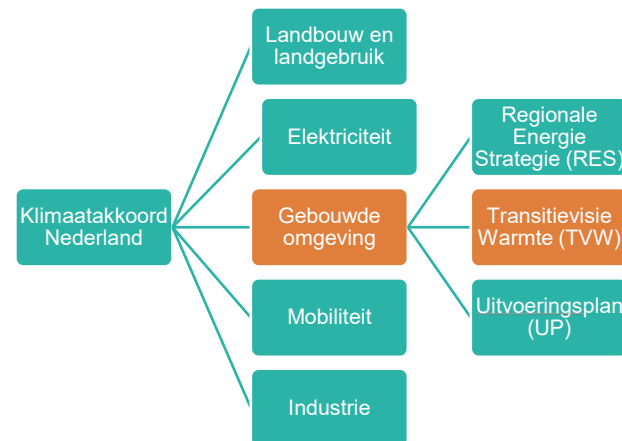 Landbouw en
landgebruik
Elektriciteit
Regionale
Energie
Strategie (RES)
Klimaatakkoord
Nederland
Gebouwde
omgeving
Transitievisie
Warmte (TVW)
Mobiliteit
Uitvoeringsplan
(UP)
Industrie